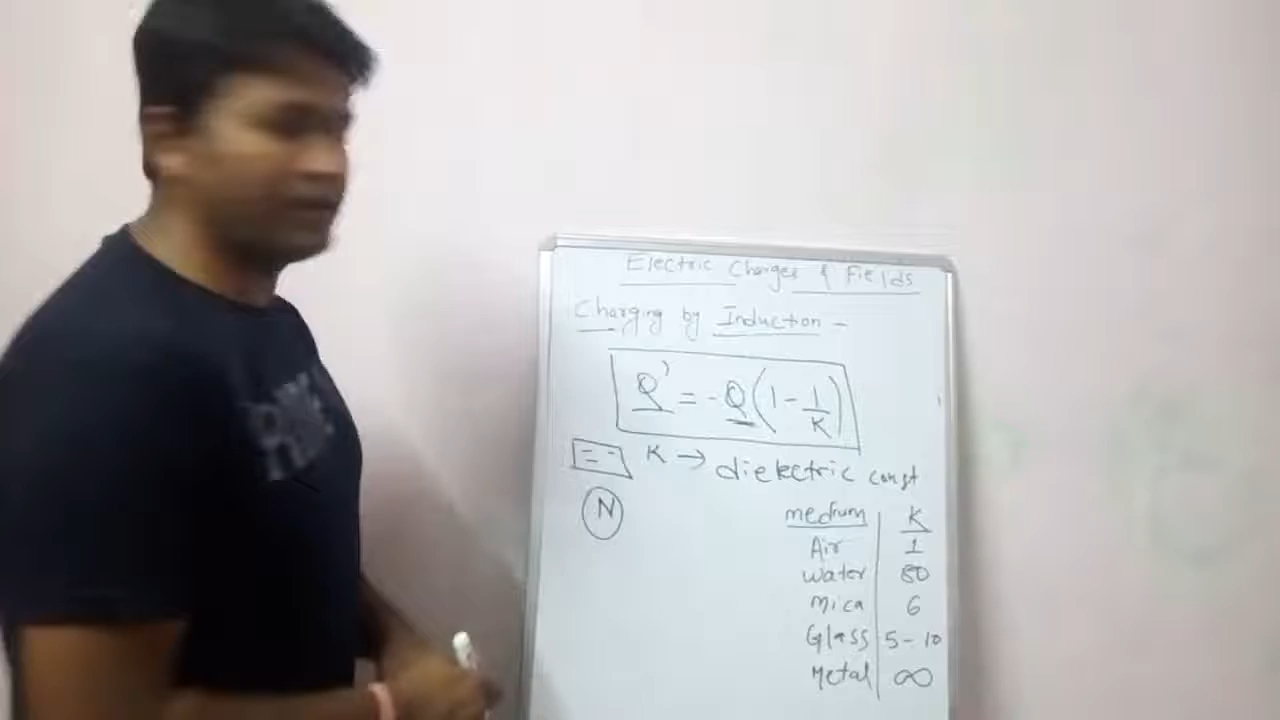 Electric Charges & Fields
Charging by Induction -
Q' = -Q(1 - 1/K)
= - K → dielectric const
N
medium K
Air 1
Water 80
Mica 6
Glass 5-10
Metal ∞